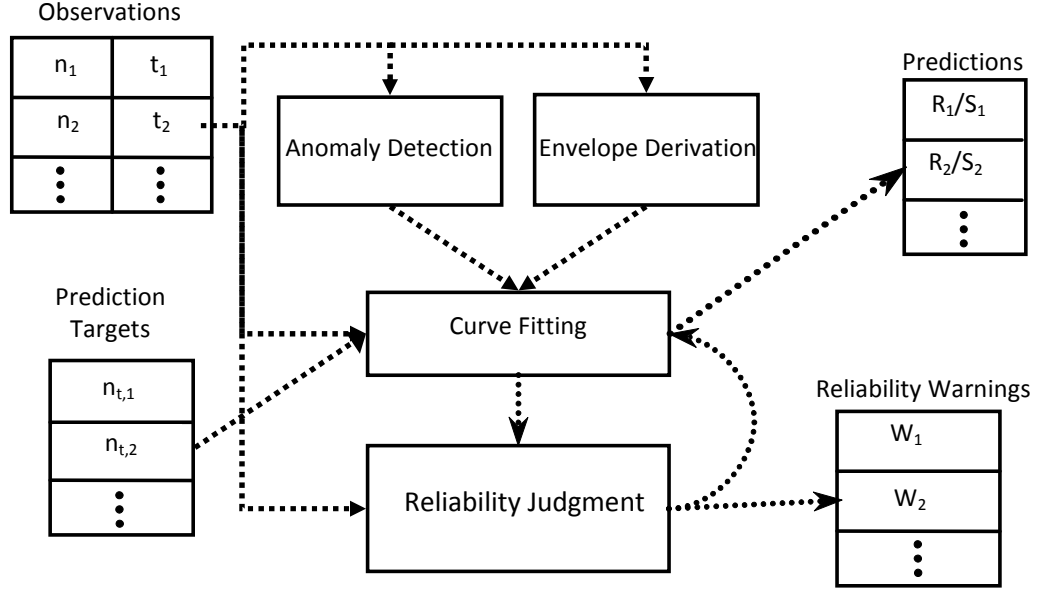 Observations
n₁ t₁
n₂ t₂
Anomaly Detection
Envelope Derivation
Predictions
R₁/S₁
R₂/S₂
Prediction
Targets
nₜ,₁
nₜ,₂
Curve Fitting
Reliability Judgment
Reliability Warnings
W₁
W₂